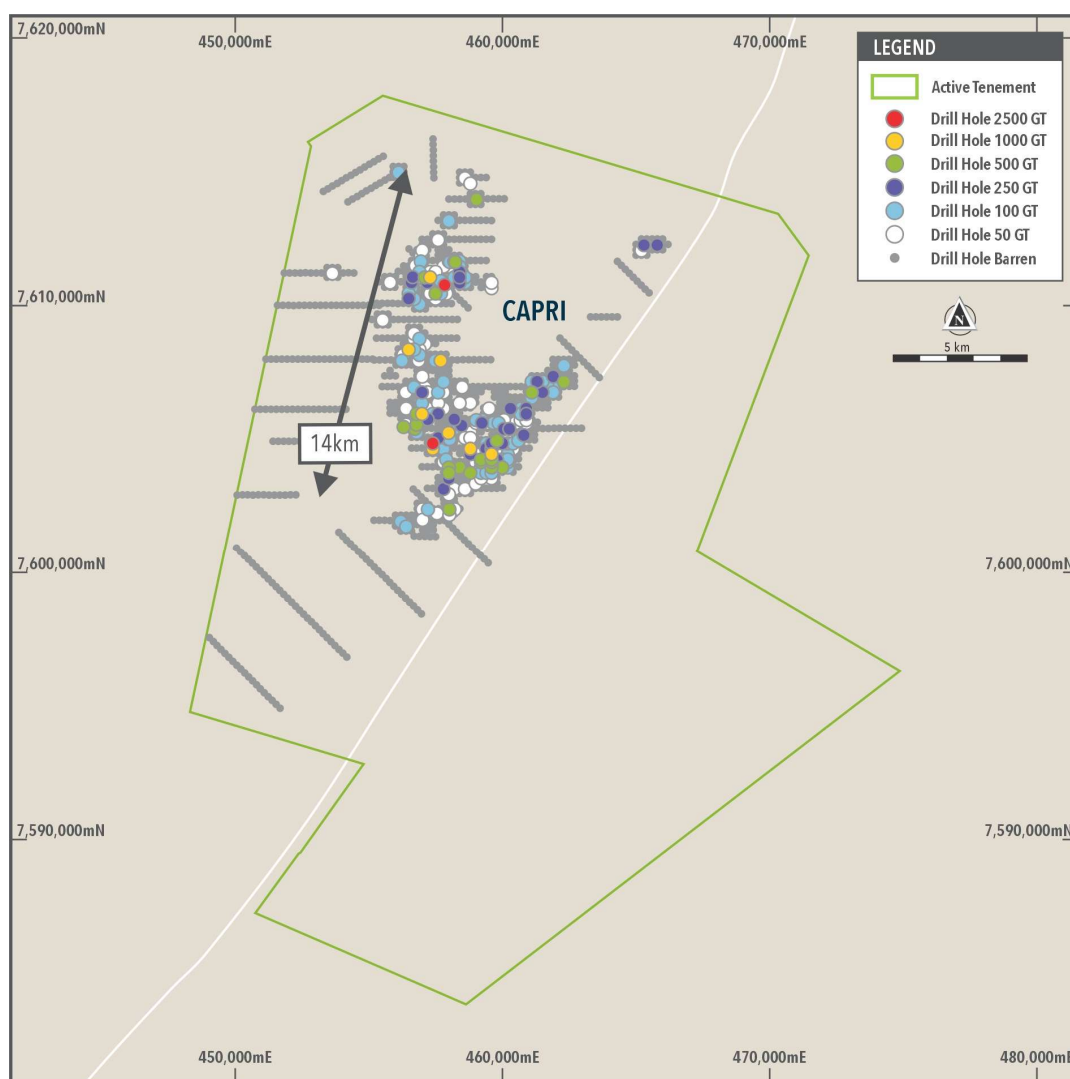 7,620,000mN
450,000mE
460,000mE
470,000mE
LEGEND
Active Tenement
Drill Hole 2500 GT
Drill Hole 1000 GT
Drill Hole 500 GT
Drill Hole 250 GT
Drill Hole 100 GT
Drill Hole 50 GT
Drill Hole Barren
7,610,000mN
CAPRI
N
5 km
14km
7,600,000mN
7,600,000mN
7,590,000mN
7,590,000mN
450,000mE
460,000mE
470,000mE
480,000mE